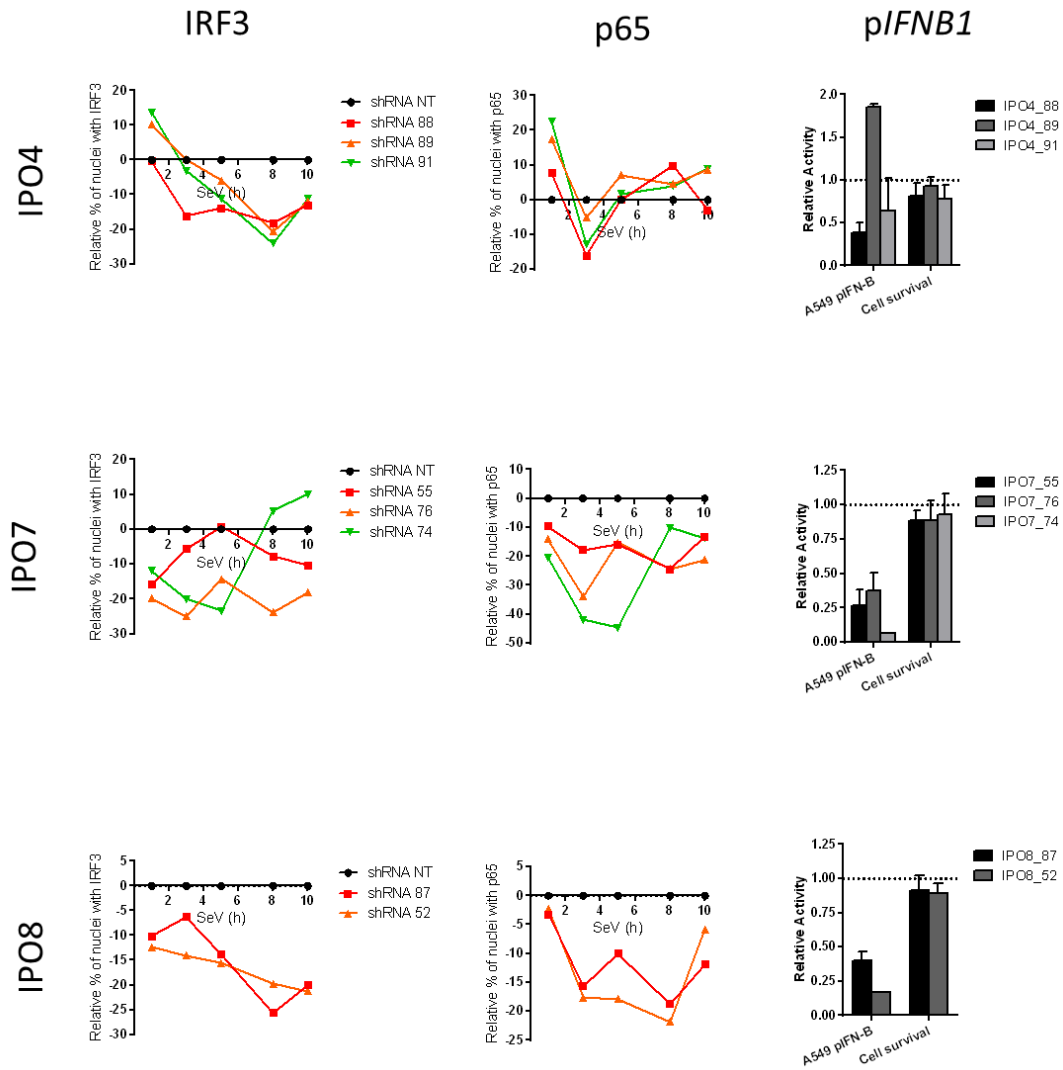 IRF3
p65
pIFNB1
IPO4
Relative % of nuclei with IRF3
20
10
0
-10
-20
-30
2 4 6 8 10
SeV (h)
shRNA NT
shRNA 88
shRNA 89
shRNA 91
Relative % of nuclei with p65
30
20
10
0
-10
-20
2 4 6 8 10
SeV (h)
Relative Activity
2.0
1.5
1.0
0.5
0.0
A549 pIFN-B
Cell survival
IPO4_88
IPO4_89
IPO4_91
IPO7
Relative % of nuclei with IRF3
20
10
0
-10
-20
-30
2 4 6 8 10
SeV (h)
shRNA NT
shRNA 55
shRNA 76
shRNA 74
Relative % of nuclei with p65
10
0
-10
-20
-30
-40
-50
2 4 6 8 10
SeV (h)
Relative Activity
1.25
1.00
0.75
0.50
0.25
0.00
A549 pIFN-B
Cell survival
IPO7_55
IPO7_76
IPO7_74
IPO8
Relative % of nuclei with IRF3
5
0
-5
-10
-15
-20
-25
-30
2 4 6 8 10
SeV (h)
shRNA NT
shRNA 87
shRNA 52
Relative % of nuclei with p65
5
0
-5
-10
-15
-20
-25
2 4 6 8 10
SeV (h)
Relative Activity
1.25
1.00
0.75
0.50
0.25
0.00
A549 pIFN-B
Cell survival
IPO8_87
IPO8_52